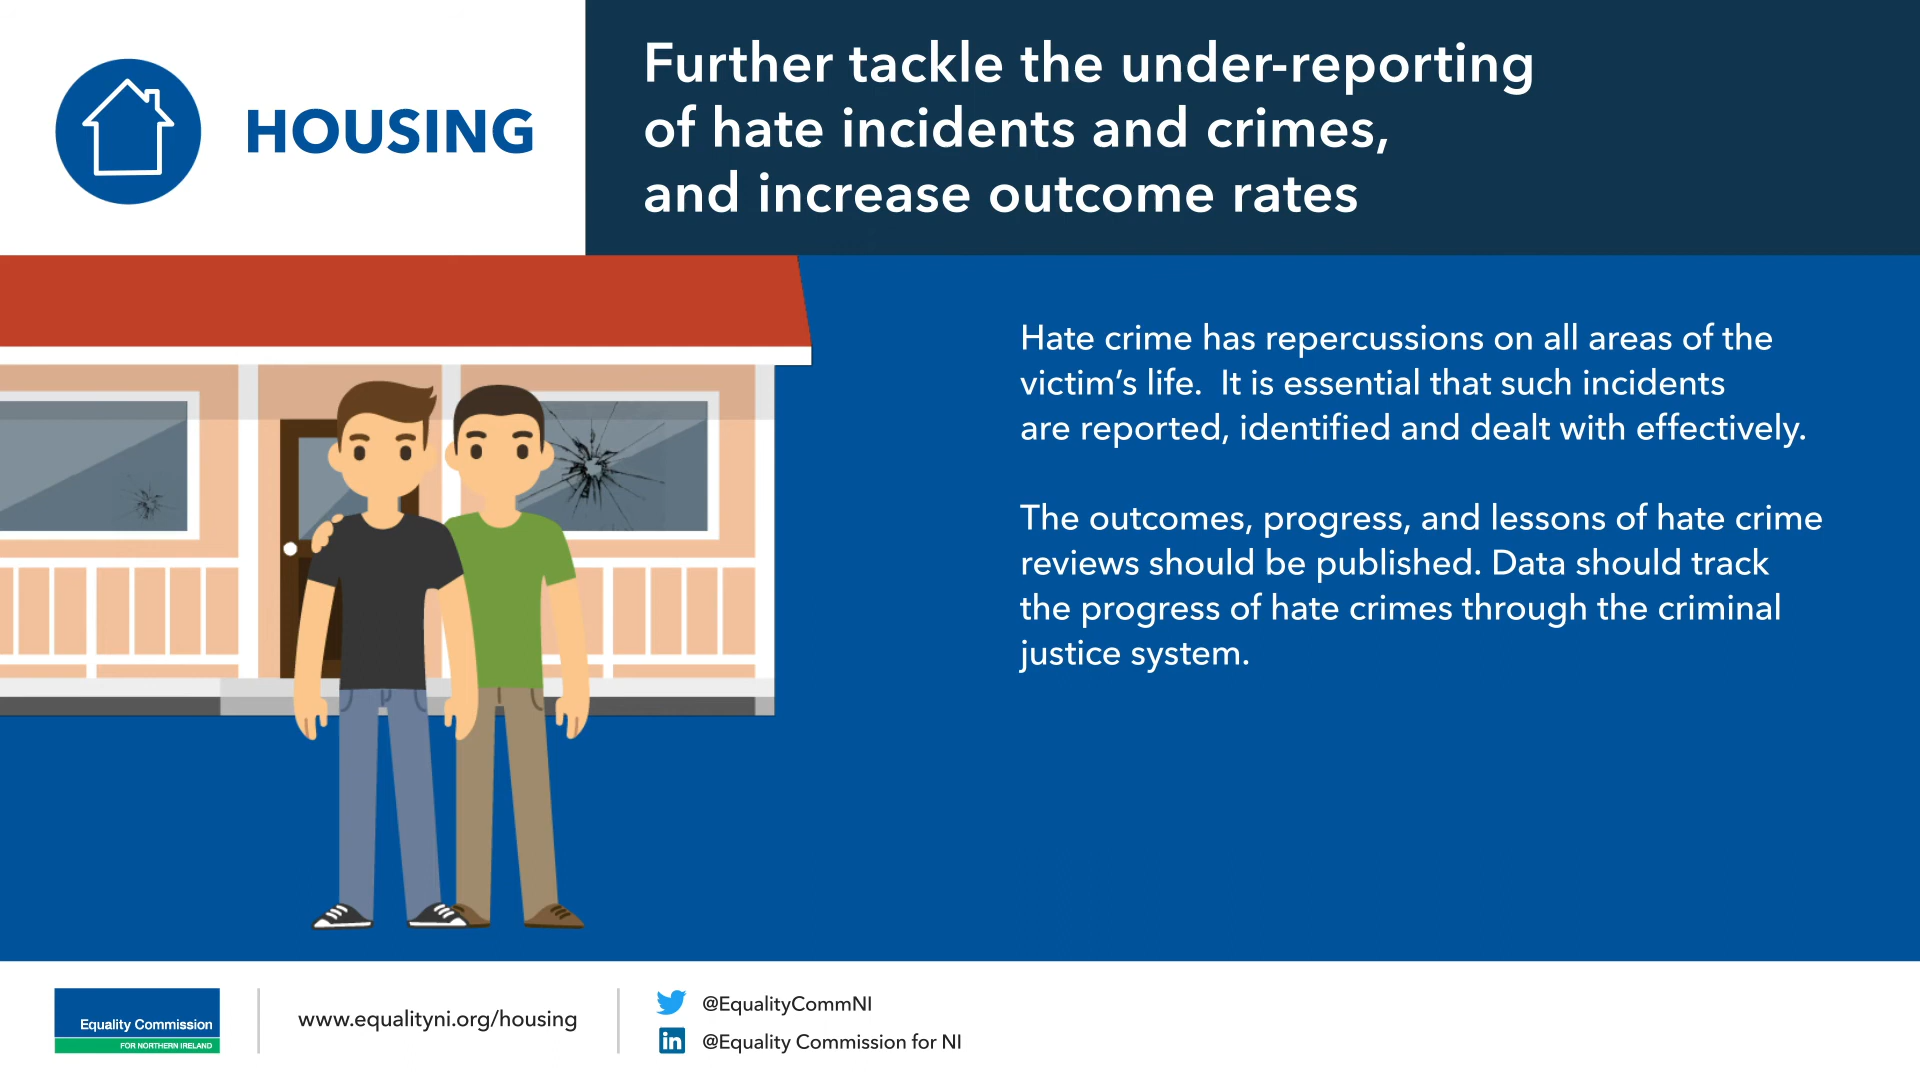 HOUSING
Further tackle the under-reporting
of hate incidents and crimes,
and increase outcome rates
Hate crime has repercussions on all areas of the
victim’s life.  It is essential that such incidents
are reported, identified and dealt with effectively.
The outcomes, progress, and lessons of hate crime
reviews should be published. Data should track
the progress of hate crimes through the criminal
justice system.
Equality Commission
FOR NORTHERN IRELAND
www.equalityni.org/housing
@EqualityCommNI
in
@Equality Commission for NI